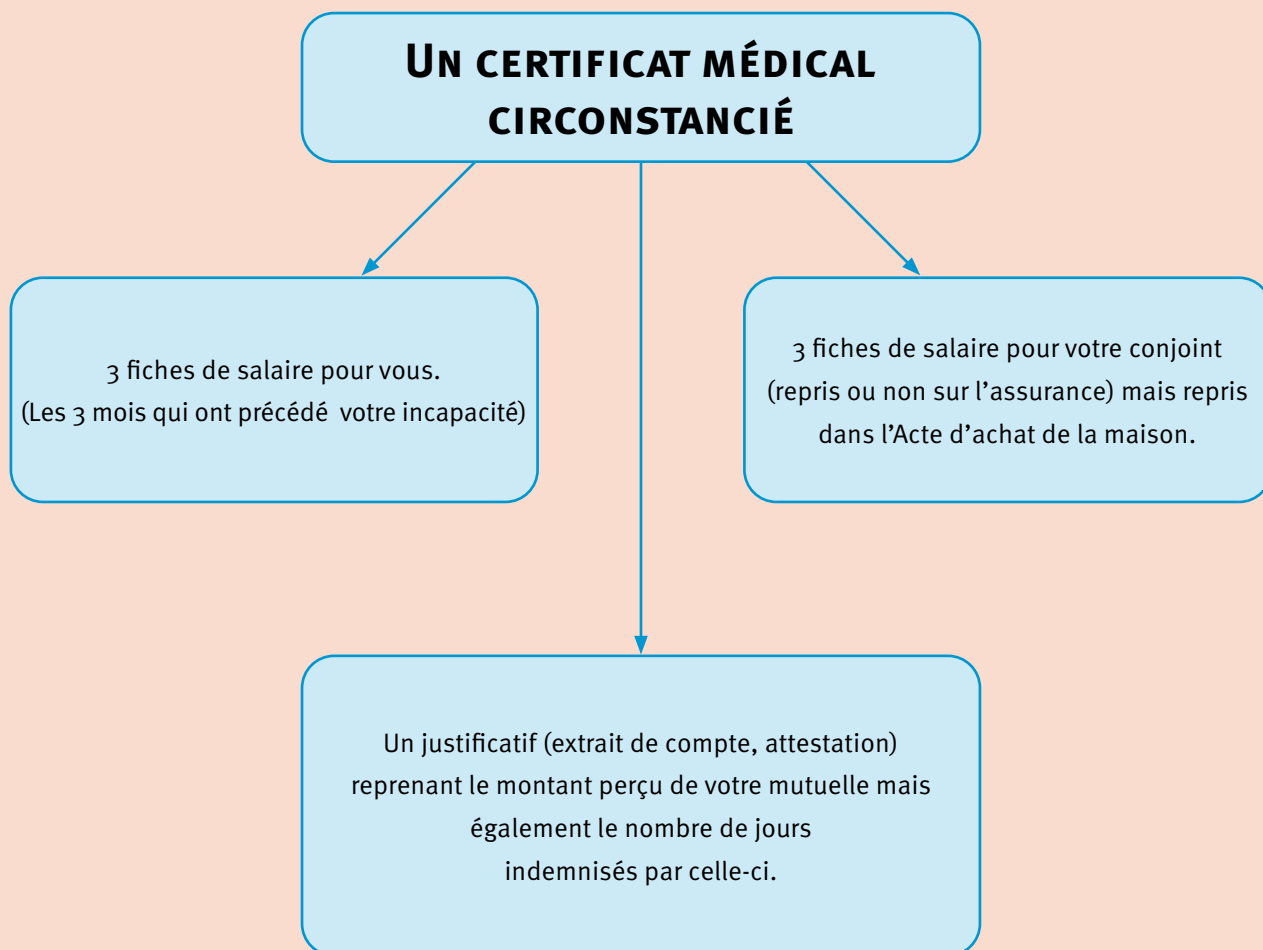 UN CERTIFICAT MÉDICAL
CIRCONSTANCIÉ
3 fiches de salaire pour vous.
(Les 3 mois qui ont précédé  votre incapacité)
3 fiches de salaire pour votre conjoint
(repris ou non sur l’assurance) mais repris
dans l’Acte d’achat de la maison.
Un justificatif (extrait de compte, attestation)
reprenant le montant perçu de votre mutuelle mais
également le nombre de jours
indemnisés par celle-ci.